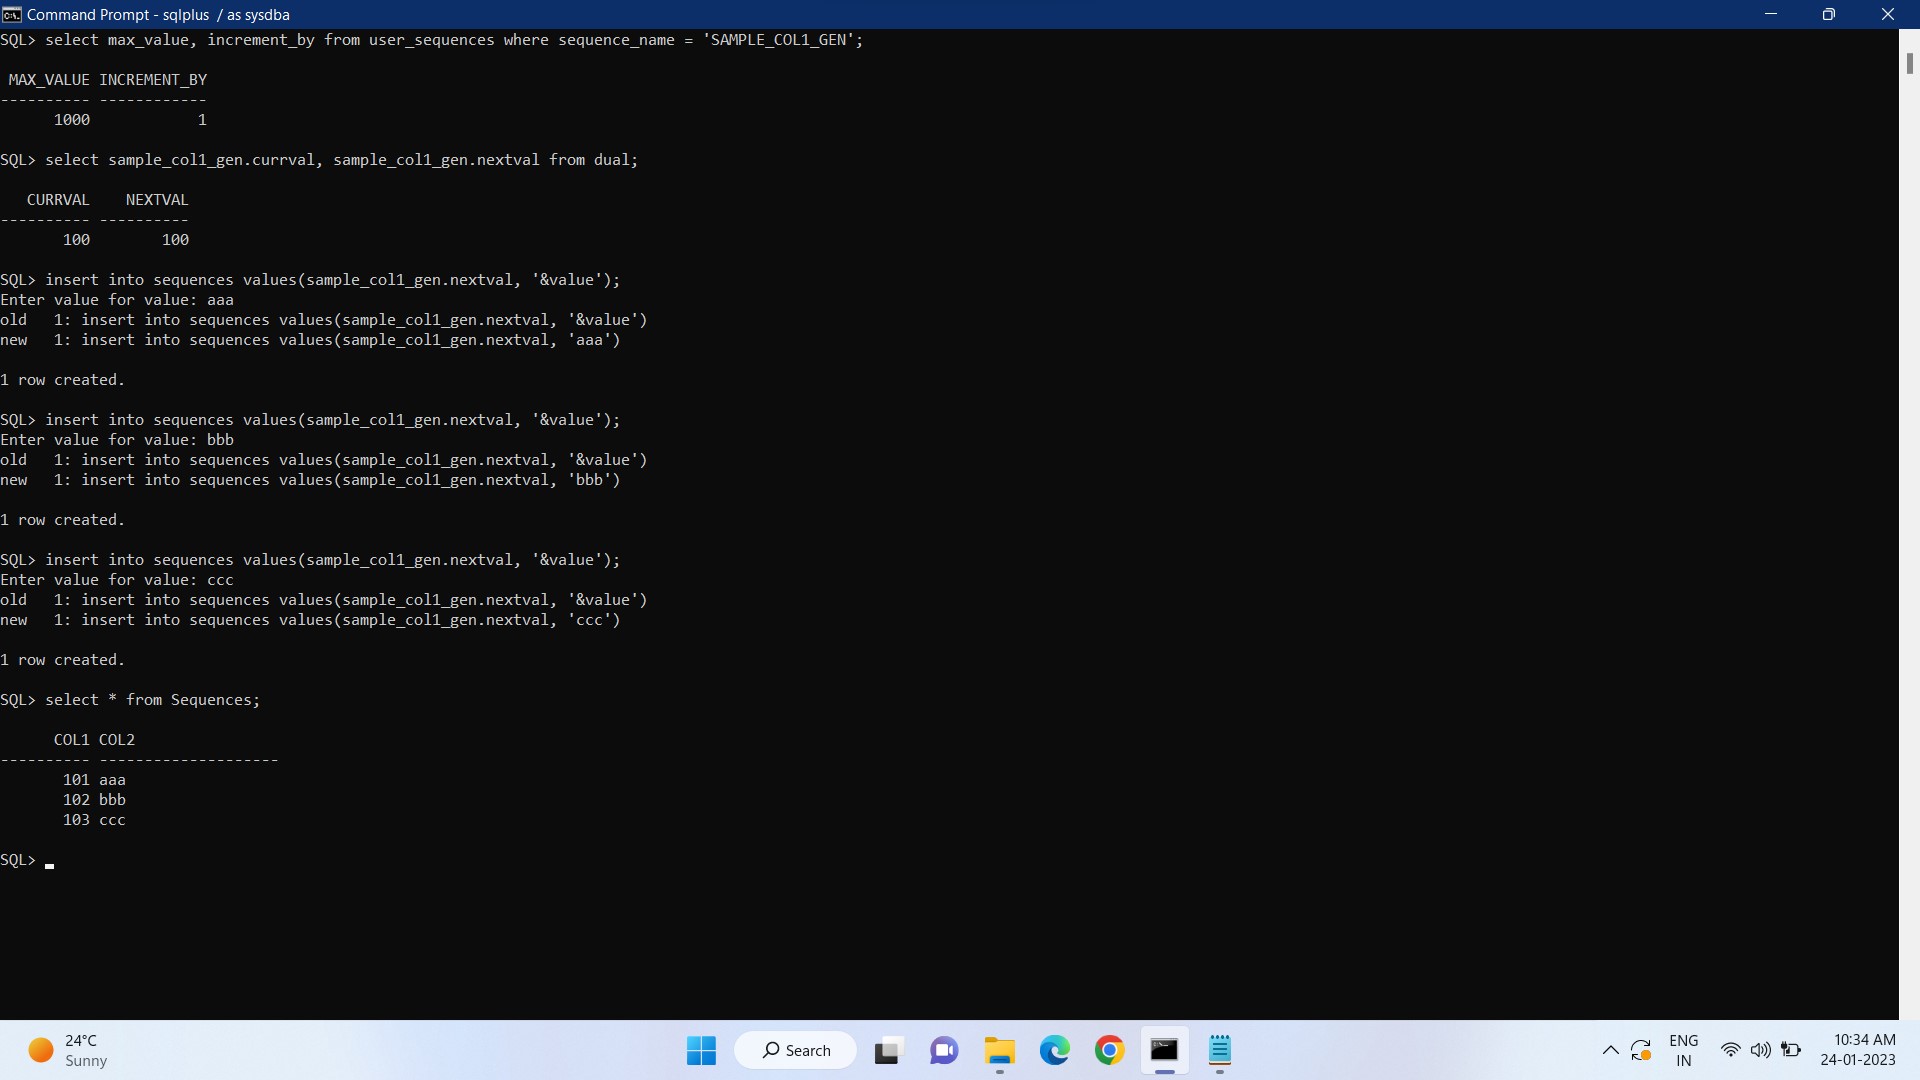 Command Prompt - sqlplus  / as sysdba
SQL> select max_value, increment_by from user_sequences where sequence_name = 'SAMPLE_COL1_GEN';
 MAX_VALUE INCREMENT_BY
---------- ------------
      1000            1
SQL> select sample_col1_gen.currval, sample_col1_gen.nextval from dual;
   CURRVAL    NEXTVAL
---------- ----------
       100        100
SQL> insert into sequences values(sample_col1_gen.nextval, '&value');
Enter value for value: aaa
old   1: insert into sequences values(sample_col1_gen.nextval, '&value')
new   1: insert into sequences values(sample_col1_gen.nextval, 'aaa')
1 row created.
SQL> insert into sequences values(sample_col1_gen.nextval, '&value');
Enter value for value: bbb
old   1: insert into sequences values(sample_col1_gen.nextval, '&value')
new   1: insert into sequences values(sample_col1_gen.nextval, 'bbb')
1 row created.
SQL> insert into sequences values(sample_col1_gen.nextval, '&value');
Enter value for value: ccc
old   1: insert into sequences values(sample_col1_gen.nextval, '&value')
new   1: insert into sequences values(sample_col1_gen.nextval, 'ccc')
1 row created.
SQL> select * from Sequences;
      COL1 COL2
---------- --------------------
       101 aaa
       102 bbb
       103 ccc
SQL>
24°C
Sunny
Search
ENG
IN
10:34 AM
24-01-2023